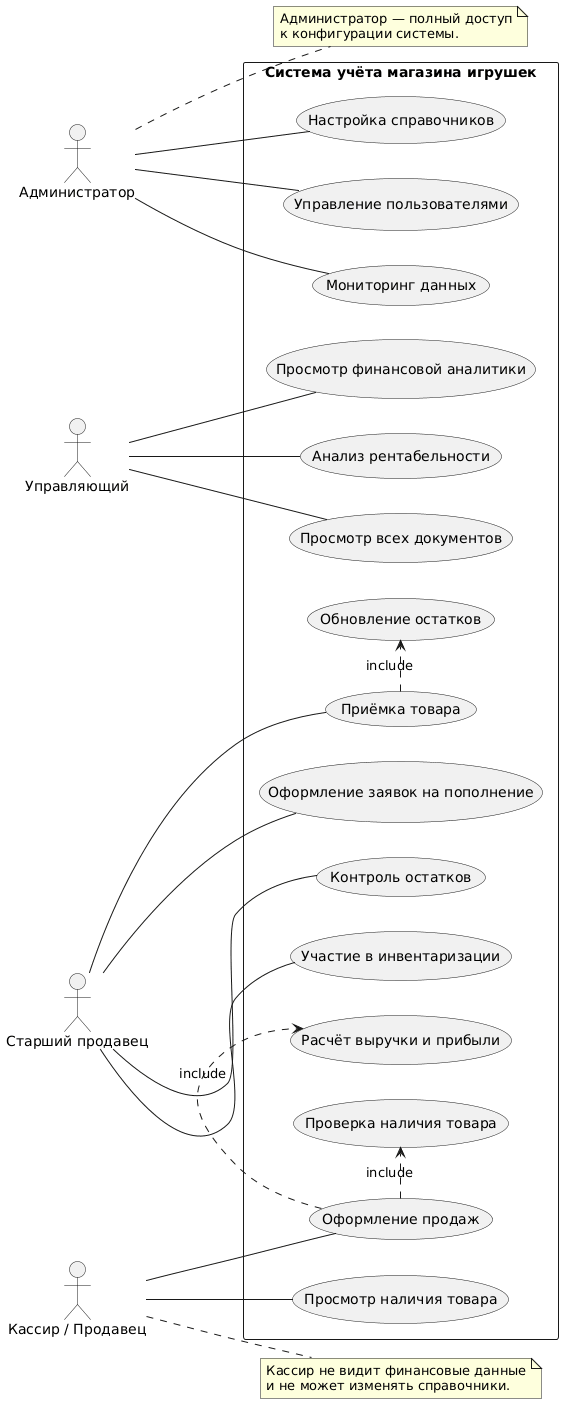 Администратор — полный доступ
к конфигурации системы.
Система учёта магазина игрушек
Настройка справочников
Администратор
Управление пользователями
Мониторинг данных
Просмотр финансовой аналитики
Управляющий
Анализ рентабельности
Просмотр всех документов
Обновление остатков
include
Приёмка товара
Оформление заявок на пополнение
Контроль остатков
Участие в инвентаризации
Старший продавец
Расчёт выручки и прибыли
include
Проверка наличия товара
include
Оформление продаж
Просмотр наличия товара
Кассир / Продавец
Кассир не видит финансовые данные
и не может изменять справочники.